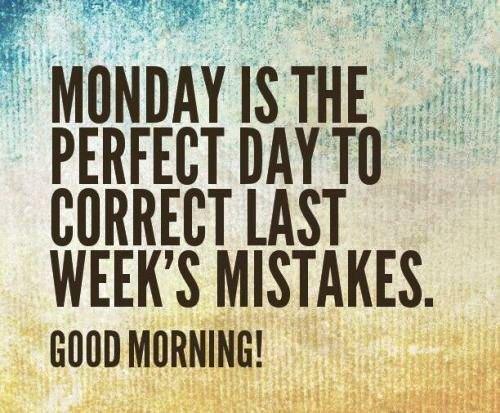 MONDAY IS THE
PERFECT DAY TO
CORRECT LAST
WEEK'S MISTAKES.
GOOD MORNING!